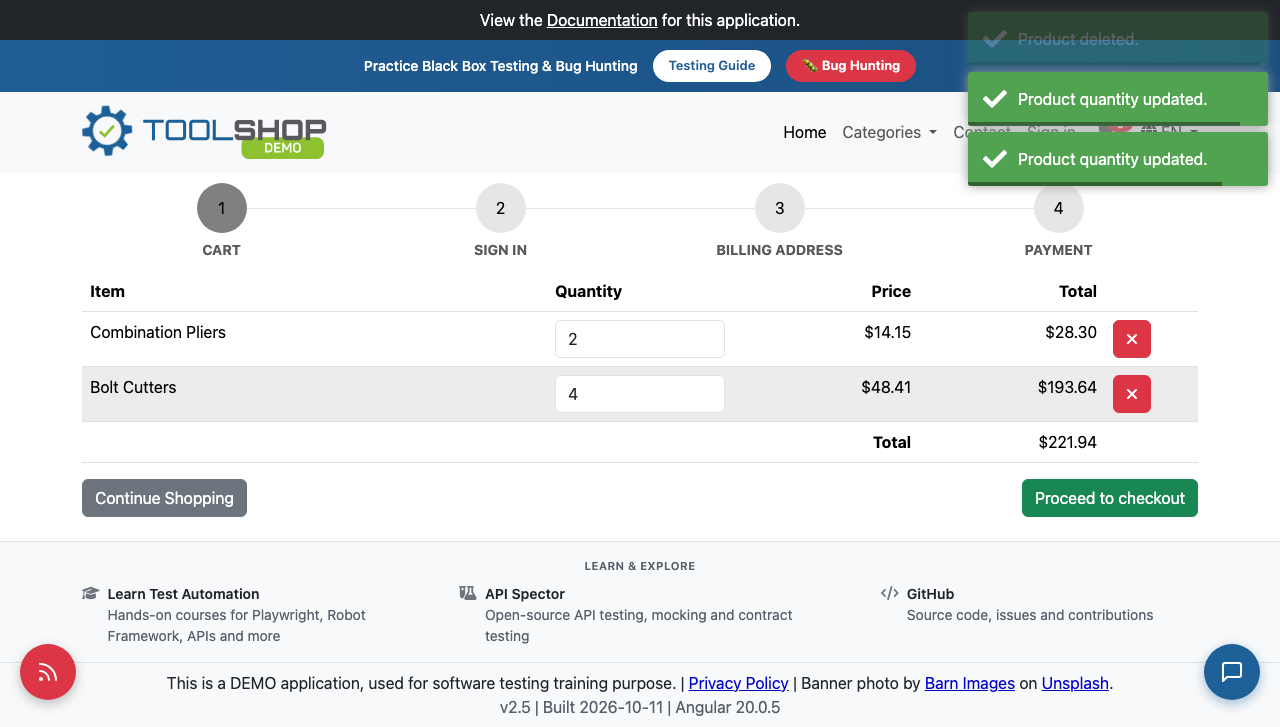 View the Documentation for this application.
Practice Black Box Testing & Bug Hunting
Testing Guide
Bug Hunting
Product deleted.
Product quantity updated.
Product quantity updated.
TOOLSHOP
DEMO
Home
Categories
Contact
Sign in
EN
1
2
3
4
CART
SIGN IN
BILLING ADDRESS
PAYMENT
Item Quantity Price Total
Combination Pliers 2 $14.15 $28.30
Bolt Cutters 4 $48.41 $193.64
Total $221.94
Continue Shopping
Proceed to checkout
LEARN & EXPLORE
Learn Test Automation
Hands-on courses for Playwright, Robot
Framework, APIs and more
API Spector
Open-source API testing, mocking and contract
testing
GitHub
Source code, issues and contributions
This is a DEMO application, used for software testing training purpose. | Privacy Policy | Banner photo by Barn Images on Unsplash.
v2.5 | Built 2026-10-11 | Angular 20.0.5